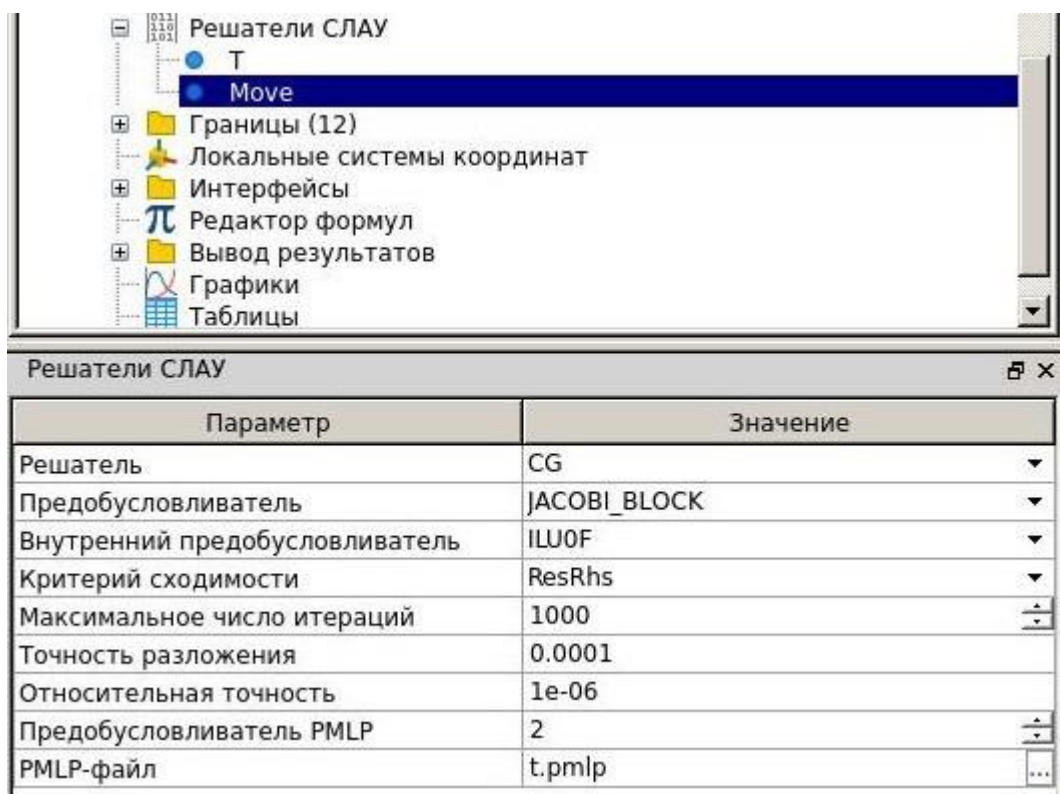 Решатели СЛАУ
T
Move
Границы (12)
Локальные системы координат
Интерфейсы
Редактор формул
Вывод результатов
Графики
Таблицы
Решатели СЛАУ
Параметр Значение
Решатель CG
Предобусловливатель JACOBI_BLOCK
Внутренний предобусловливатель ILU0F
Критерий сходимости ResRhs
Максимальное число итераций 1000
Точность разложения 0.0001
Относительная точность 1e-06
Предобусловливатель PMLP 2
PMLP-файл t.pmlp ...